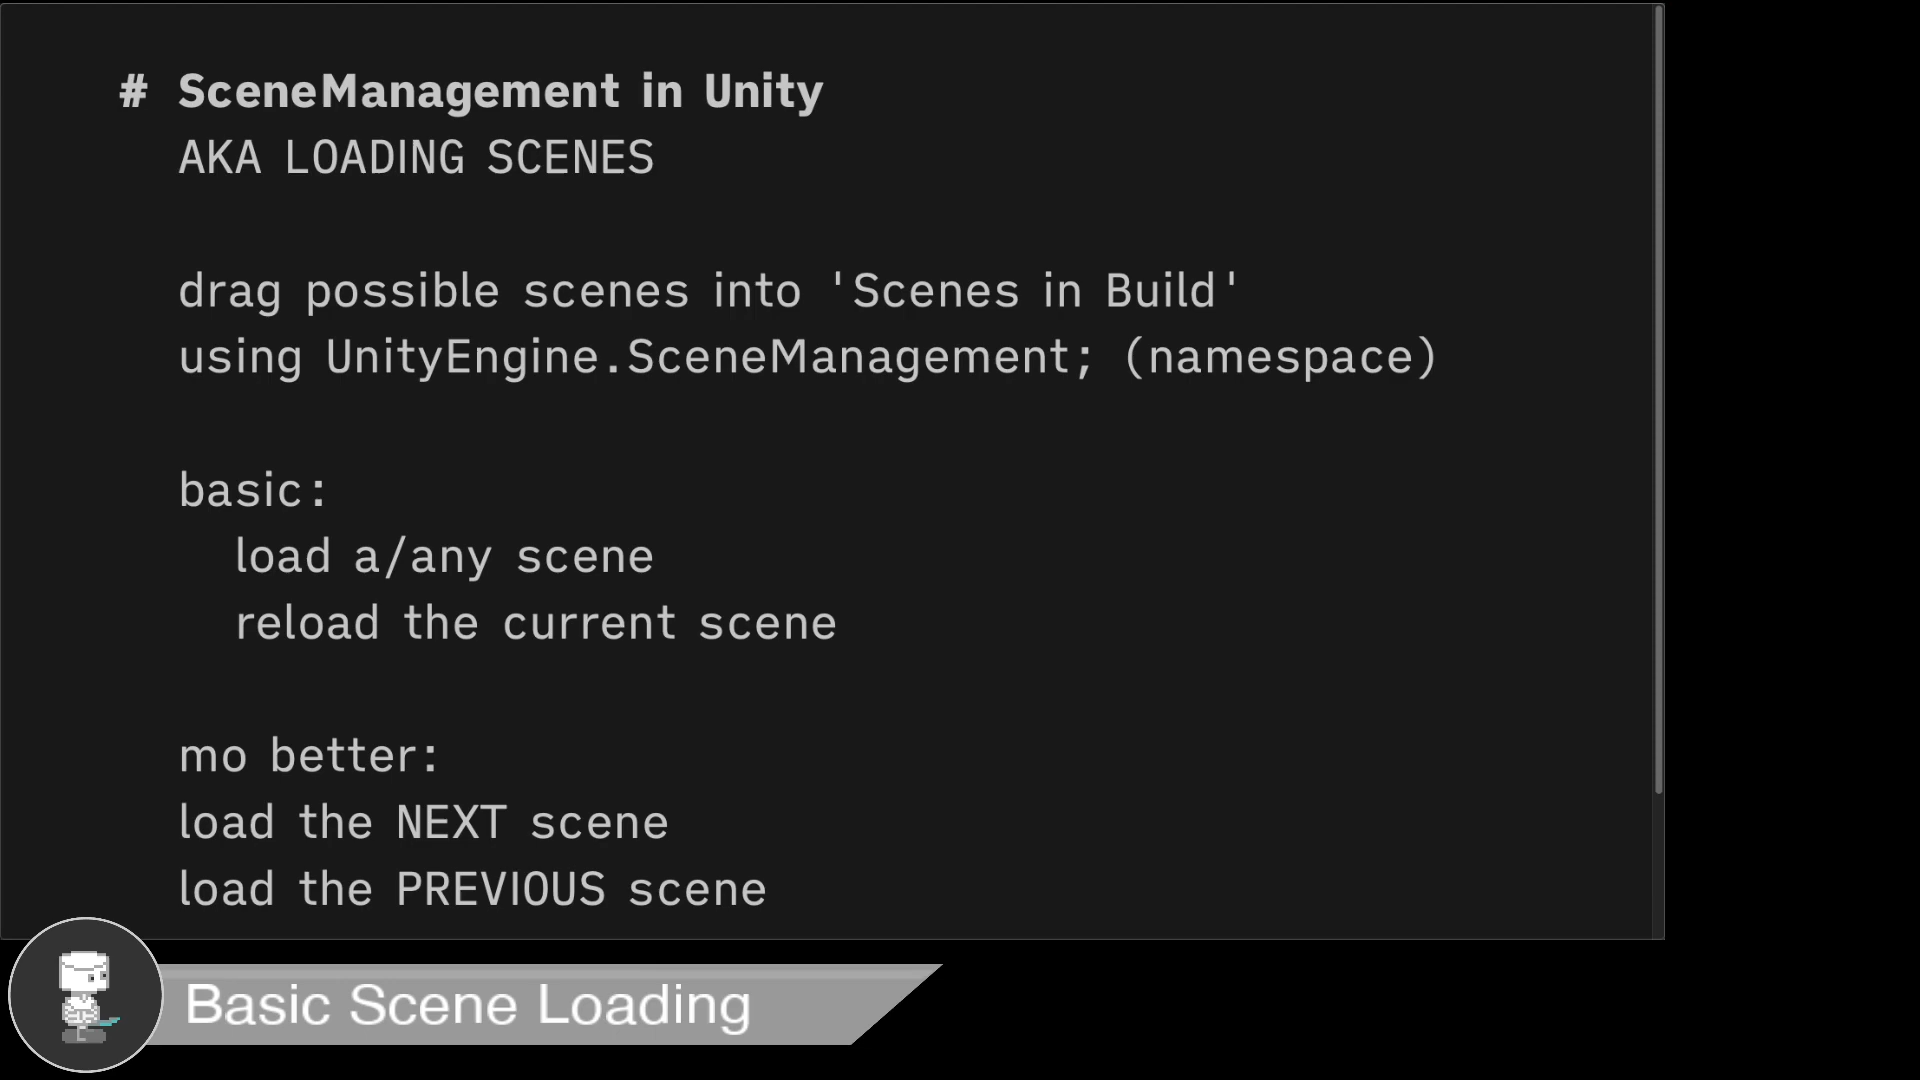 # SceneManagement in Unity
AKA LOADING SCENES
drag possible scenes into 'Scenes in Build'
using UnityEngine.SceneManagement; (namespace)
basic:
load a/any scene
reload the current scene
mo better:
load the NEXT scene
load the PREVIOUS scene
Basic Scene Loading